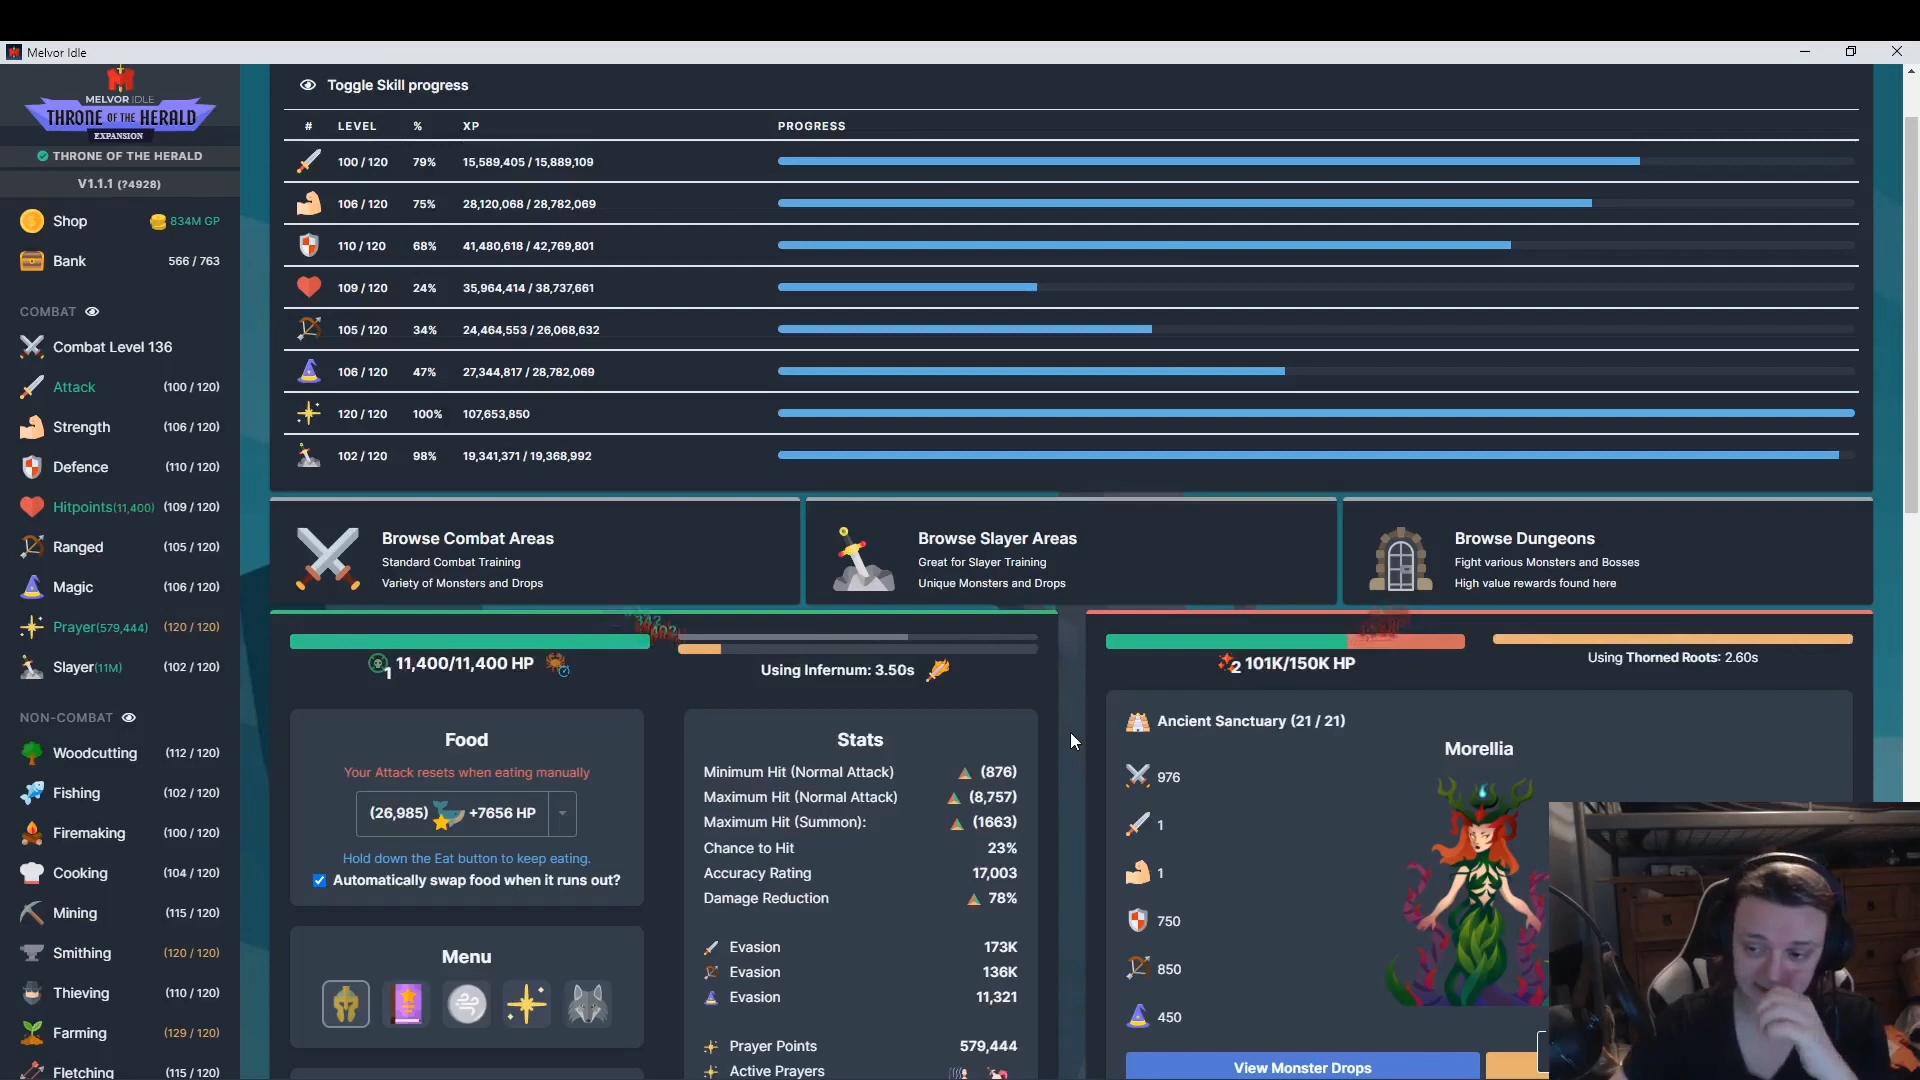 Melvor Idle
MELVOR IDLE
THRONE OF THE HERALD
EXPANSION
THRONE OF THE HERALD
V1.1.1 (?4928)
Shop 834M GP
Bank 566 / 763
COMBAT
Combat Level 136
Attack (100 / 120)
Strength (106 / 120)
Defence (110 / 120)
Hitpoints(11,400) (109 / 120)
Ranged (105 / 120)
Magic (106 / 120)
Prayer(579,444) (120 / 120)
Slayer(11M) (102 / 120)
NON-COMBAT
Woodcutting (112 / 120)
Fishing (102 / 120)
Firemaking (100 / 120)
Cooking (104 / 120)
Mining (115 / 120)
Smithing (120 / 120)
Thieving (110 / 120)
Farming (129 / 120)
Fletching (115 / 120)
Toggle Skill progress
# LEVEL % XP PROGRESS
100 / 120 79% 15,589,405 / 15,889,109
106 / 120 75% 28,120,068 / 28,782,069
110 / 120 68% 41,480,618 / 42,769,801
109 / 120 24% 35,964,414 / 38,737,661
105 / 120 34% 24,464,553 / 26,068,632
106 / 120 47% 27,344,817 / 28,782,069
120 / 120 100% 107,653,850
102 / 120 98% 19,341,371 / 19,368,992
Browse Combat Areas
Standard Combat Training
Variety of Monsters and Drops
Browse Slayer Areas
Great for Slayer Training
Unique Monsters and Drops
Browse Dungeons
Fight various Monsters and Bosses
High value rewards found here
1 11,400/11,400 HP
Using Infernum: 3.50s
Food
Your Attack resets when eating manually
(26,985) +7656 HP
Hold down the Eat button to keep eating.
Automatically swap food when it runs out?
Menu
Stats
Minimum Hit (Normal Attack) (876)
Maximum Hit (Normal Attack) (8,757)
Maximum Hit (Summon): (1663)
Chance to Hit 23%
Accuracy Rating 17,003
Damage Reduction 78%
Evasion 173K
Evasion 136K
Evasion 11,321
Prayer Points 579,444
Active Prayers
2 101K/150K HP
Using Thorned Roots: 2.60s
Ancient Sanctuary (21 / 21)
Morellia
976
1
1
750
850
450
View Monster Drops